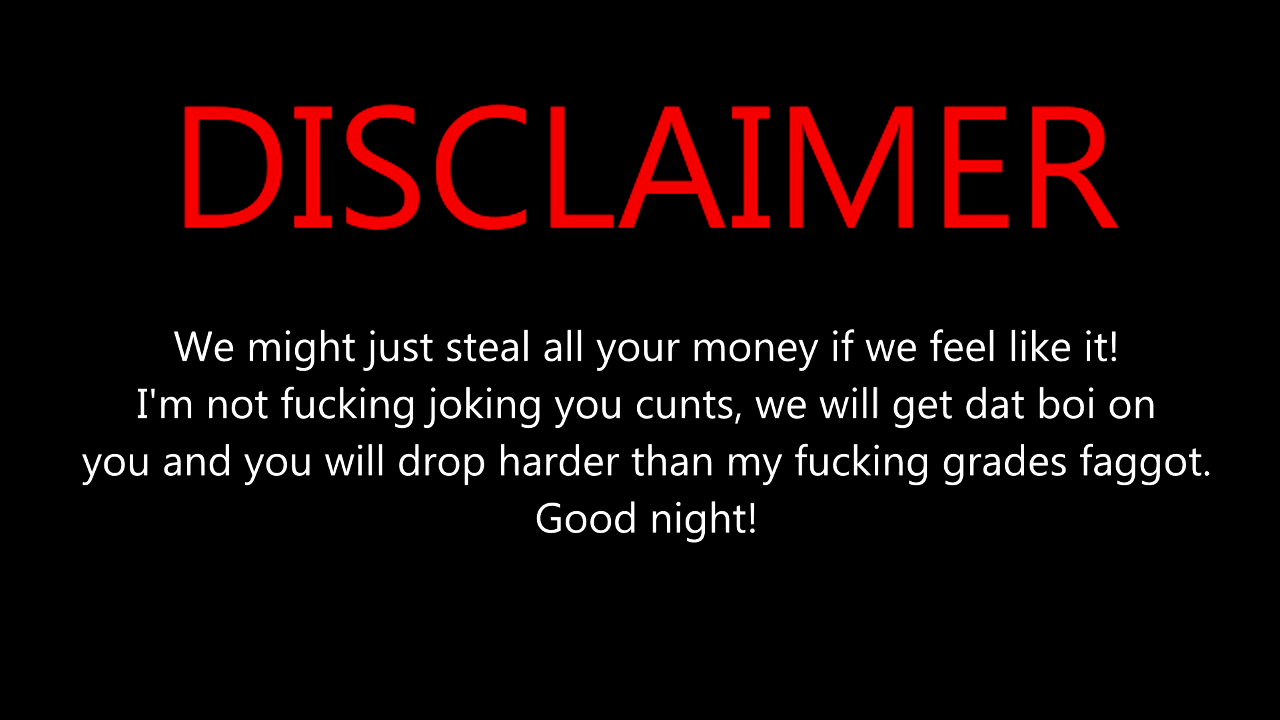 DISCLAIMER
We might just steal all your money if we feel like it!
I'm not fucking joking you cunts, we will get dat boi on
you and you will drop harder than my fucking grades faggot.
Good night!